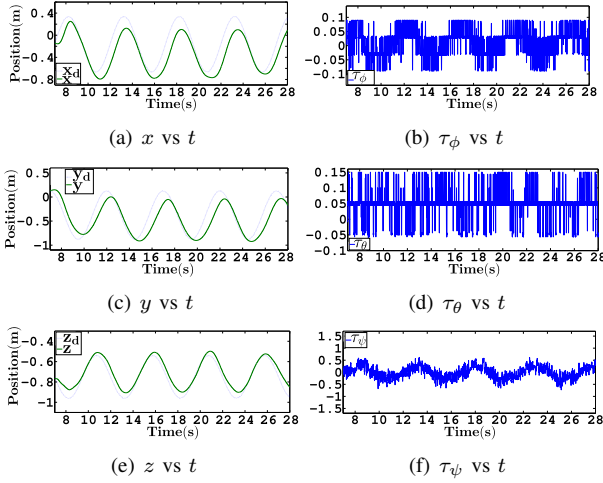 Position(m)
0.4
0
−0.4
−0.8
x_d
x
8 10 12 14 16 18 20 22 24 26 28
Time(s)
(a) x vs t
0.1
0.05
0
−0.05
−0.1
τ_ϕ
8 10 12 14 16 18 20 22 24 26 28
Time(s)
(b) τ_ϕ vs t
Position(m)
0.5
0
−0.5
−1
y_d
y
8 10 12 14 16 18 20 22 24 26 28
Time(s)
(c) y vs t
0.15
0.1
0.05
0
−0.05
−0.1
τ_θ
8 10 12 14 16 18 20 22 24 26 28
Time(s)
(d) τ_θ vs t
Position(m)
−0.4
−0.6
−0.8
−1
z_d
z
8 10 12 14 16 18 20 22 24 26 28
Time(s)
(e) z vs t
1.5
1
0.5
0
−0.5
−1
−1.5
τ_ψ
8 10 12 14 16 18 20 22 24 26 28
Time(s)
(f) τ_ψ vs t